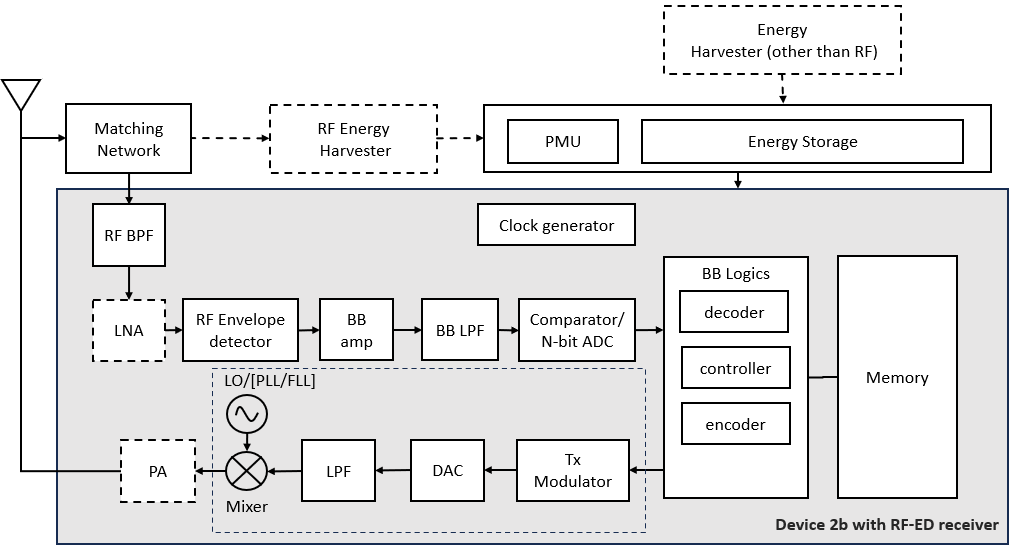 Energy
Harvester (other than RF)
Matching
Network
RF Energy
Harvester
PMU
Energy Storage
RF BPF
Clock generator
LNA
RF Envelope
detector
BB
amp
BB LPF
Comparator/
N-bit ADC
BB Logics
decoder
controller
encoder
Memory
LO/[PLL/FLL]
PA
Mixer
LPF
DAC
Tx
Modulator
Device 2b with RF-ED receiver